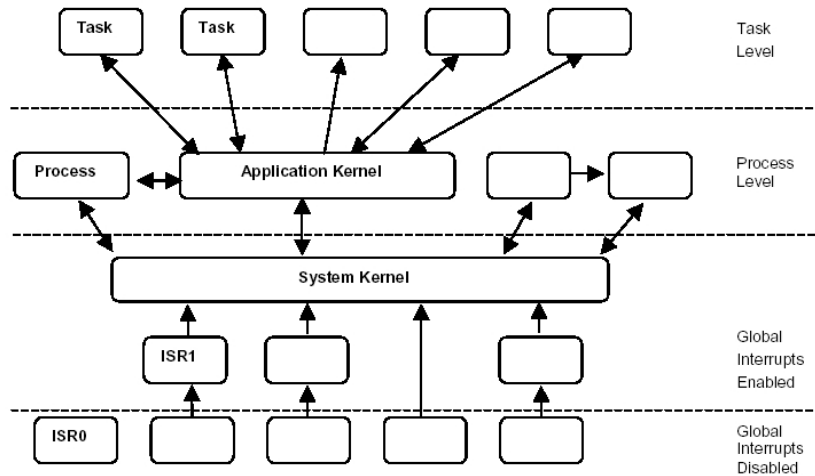 Task
Task
Task
Level
Process
Application Kernel
Process
Level
System Kernel
ISR1
Global
Interrupts
Enabled
ISR0
Global
Interrupts
Disabled